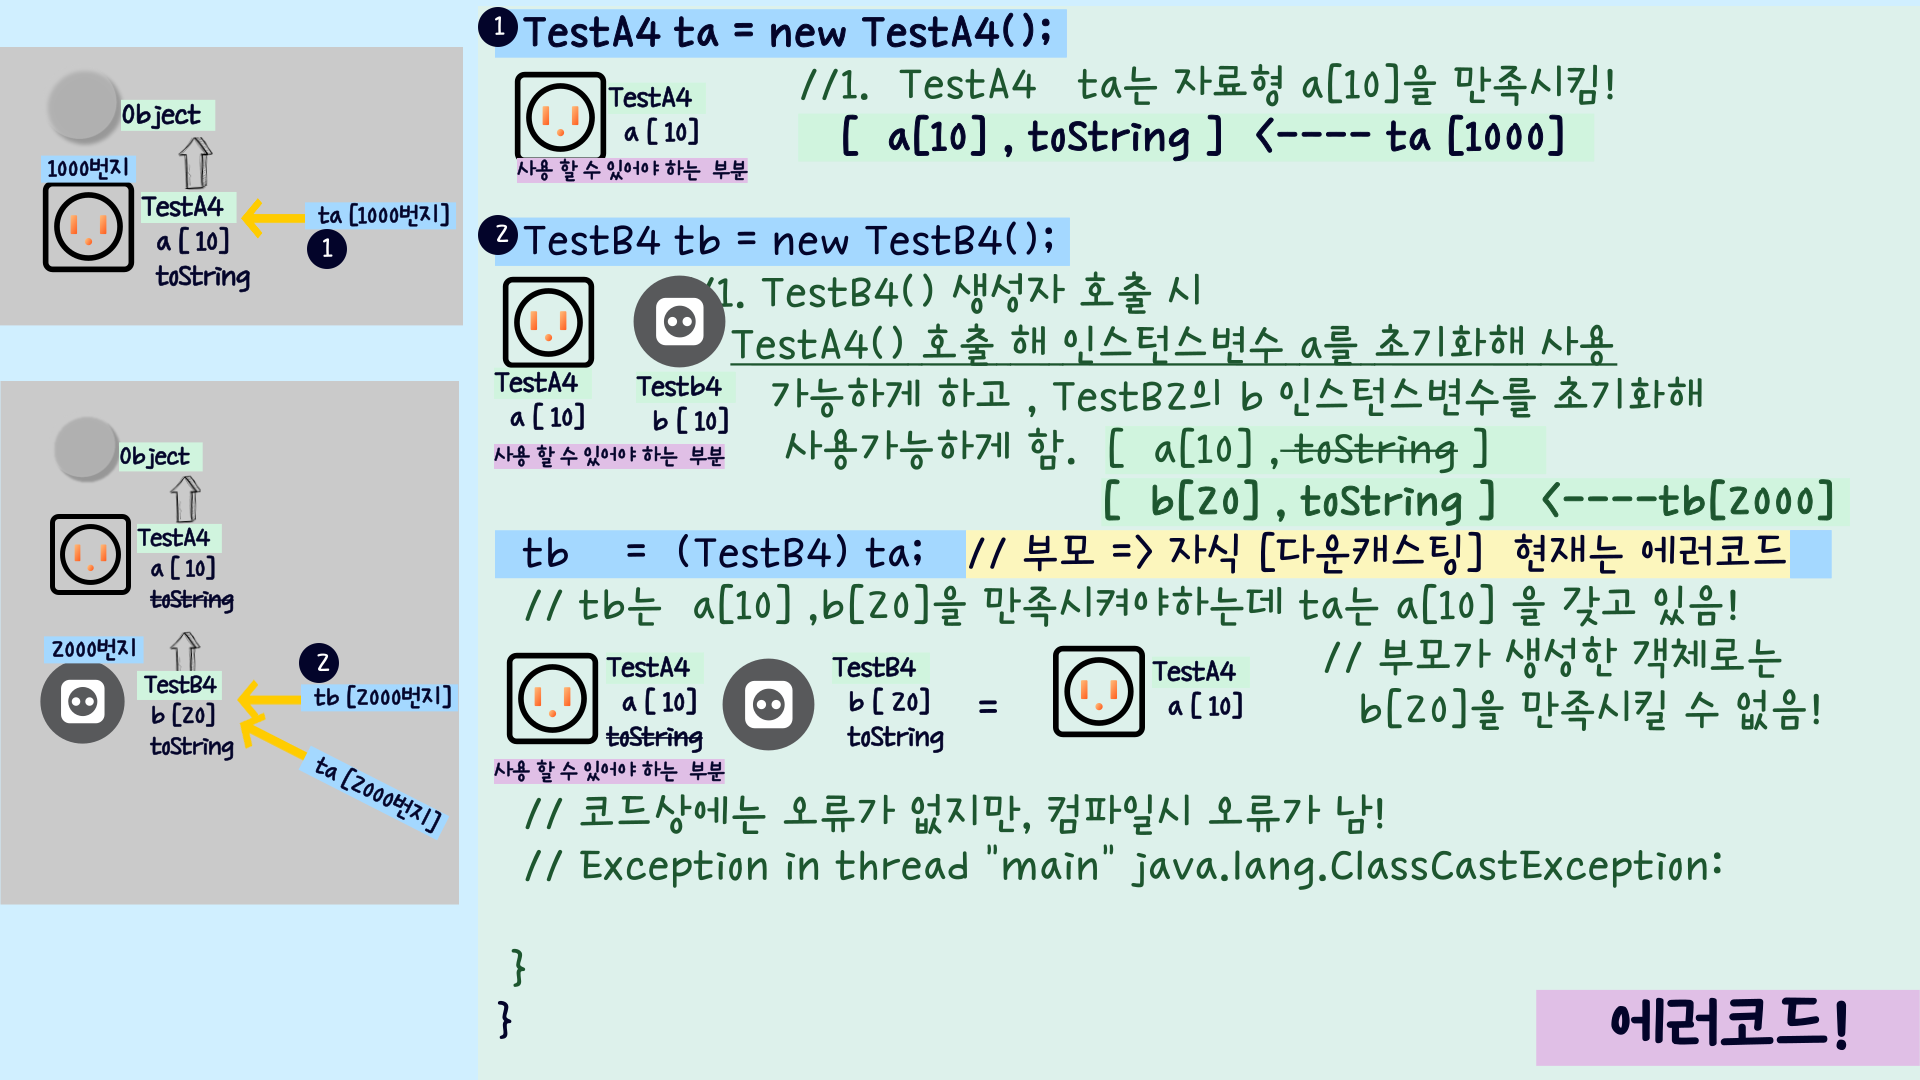 Object
1000번지
TestA4
a [ 10]
toString
ta [1000번지]
1
Object
TestA4
a [ 10]
toString
2000번지
TestB4
b [20]
toString
2
tb [2000번지]
ta [2000번지]
1 TestA4 ta = new TestA4();
TestA4
a [ 10]
사용 할 수 있어야 하는 부분
//1. TestA4 ta는 자료형 a[10]을 만족시킴!
[ a[10] , toString ] <---- ta [1000]
2 TestB4 tb = new TestB4();
TestA4
a [ 10]
Testb4
b [ 10]
사용 할 수 있어야 하는 부분
/1. TestB4() 생성자 호출 시
TestA4() 호출 해 인스턴스변수 a를 초기화해 사용
가능하게 하고 , TestB2의 b 인스턴스변수를 초기화해
사용가능하게 함. [ a[10] , toString ]
[ b[20] , toString ] <----tb[2000]
tb = (TestB4) ta; // 부모 => 자식 [다운캐스팅] 현재는 에러코드
// tb는 a[10] ,b[20]을 만족시켜야하는데 ta는 a[10] 을 갖고 있음!
TestA4
a [ 10]
toString
사용 할 수 있어야 하는 부분
TestB4
b [ 20]
toString
=
TestA4
a [ 10]
// 부모가 생성한 객체로는
b[20]을 만족시킬 수 없음!
// 코드상에는 오류가 없지만, 컴파일시 오류가 남!
// Exception in thread "main" java.lang.ClassCastException:
}
}
에러코드!